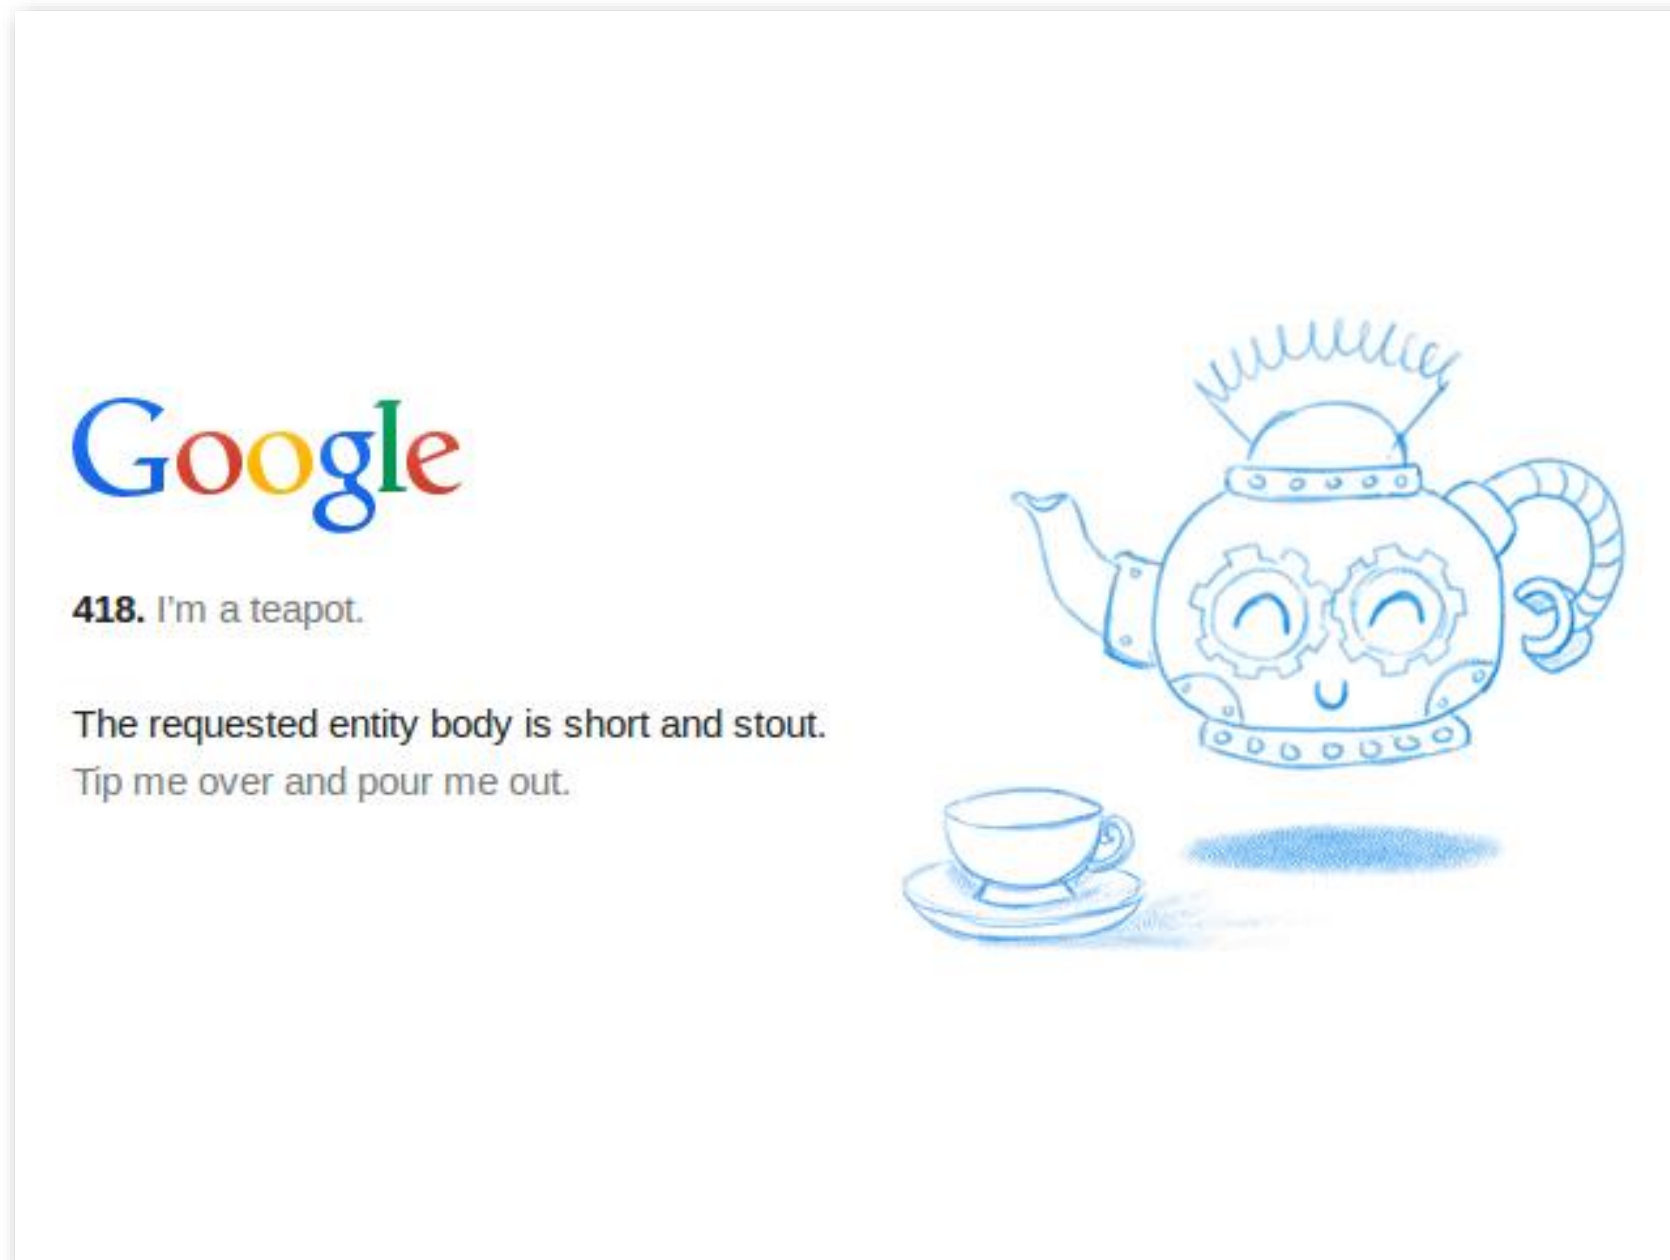 Google
418. I'm a teapot.
The requested entity body is short and stout.
Tip me over and pour me out.